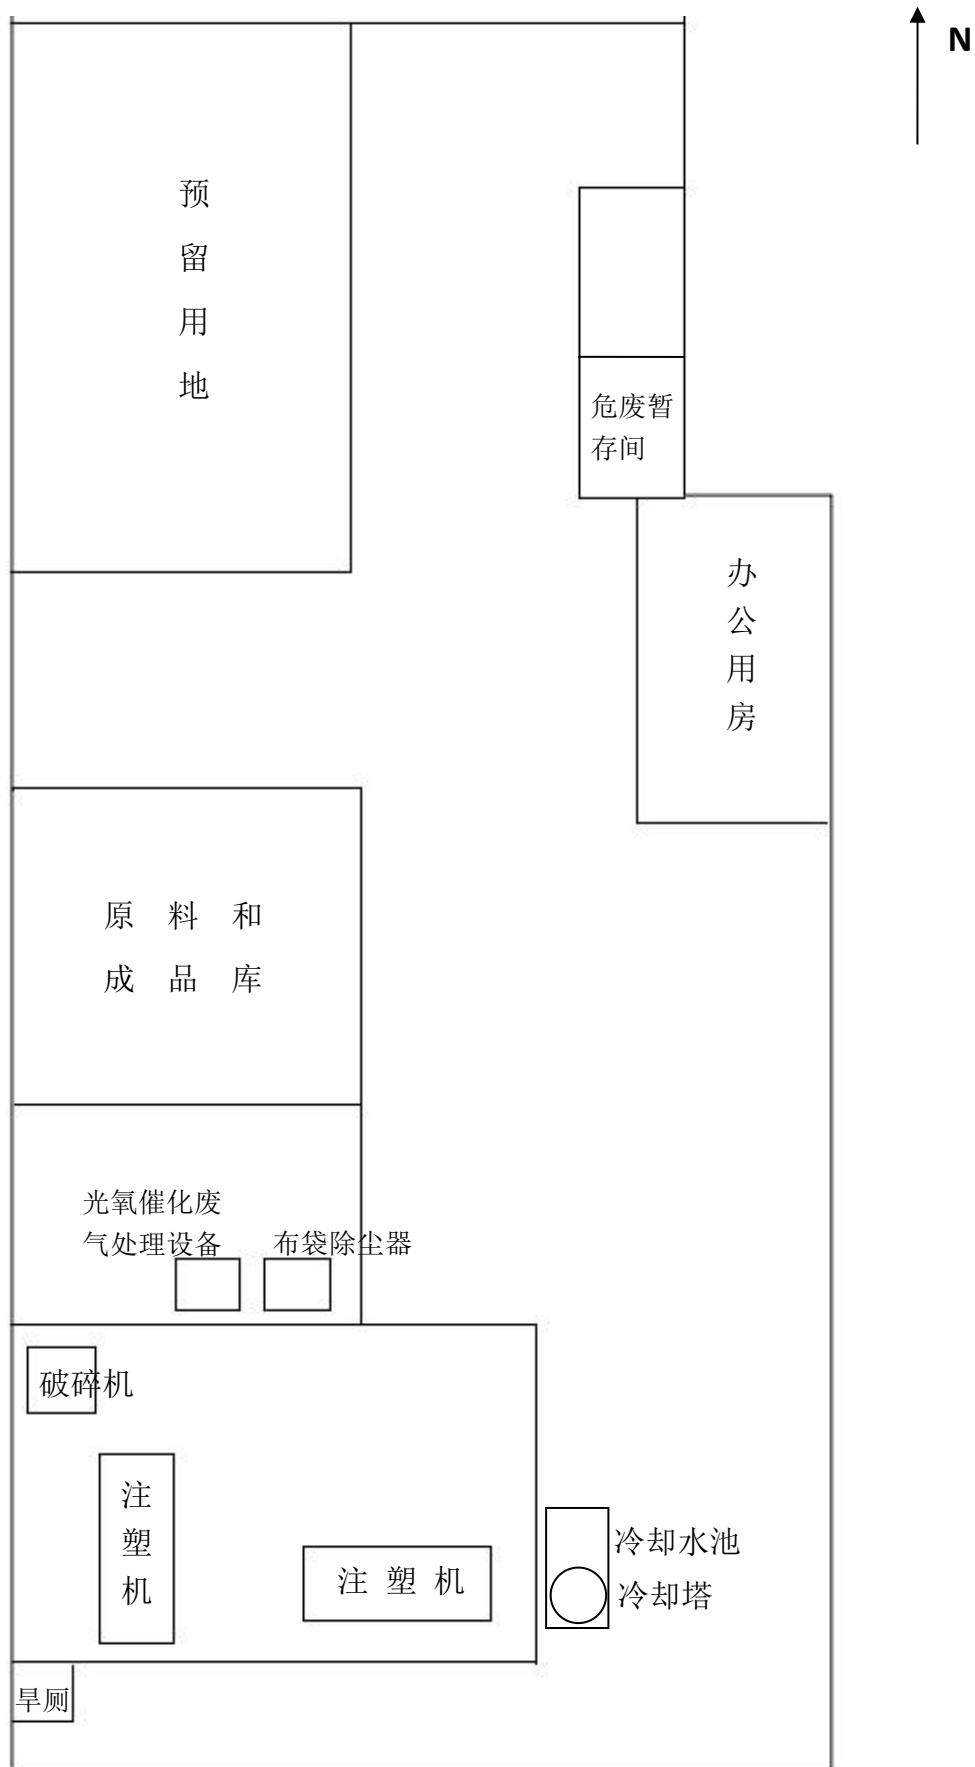 N
预留用地
危废暂
存间
办公用房
原 料 和
成 品 库
光氧催化废
气处理设备
布袋除尘器
破碎机
注塑机
注 塑 机
冷却水池
冷却塔
旱厕